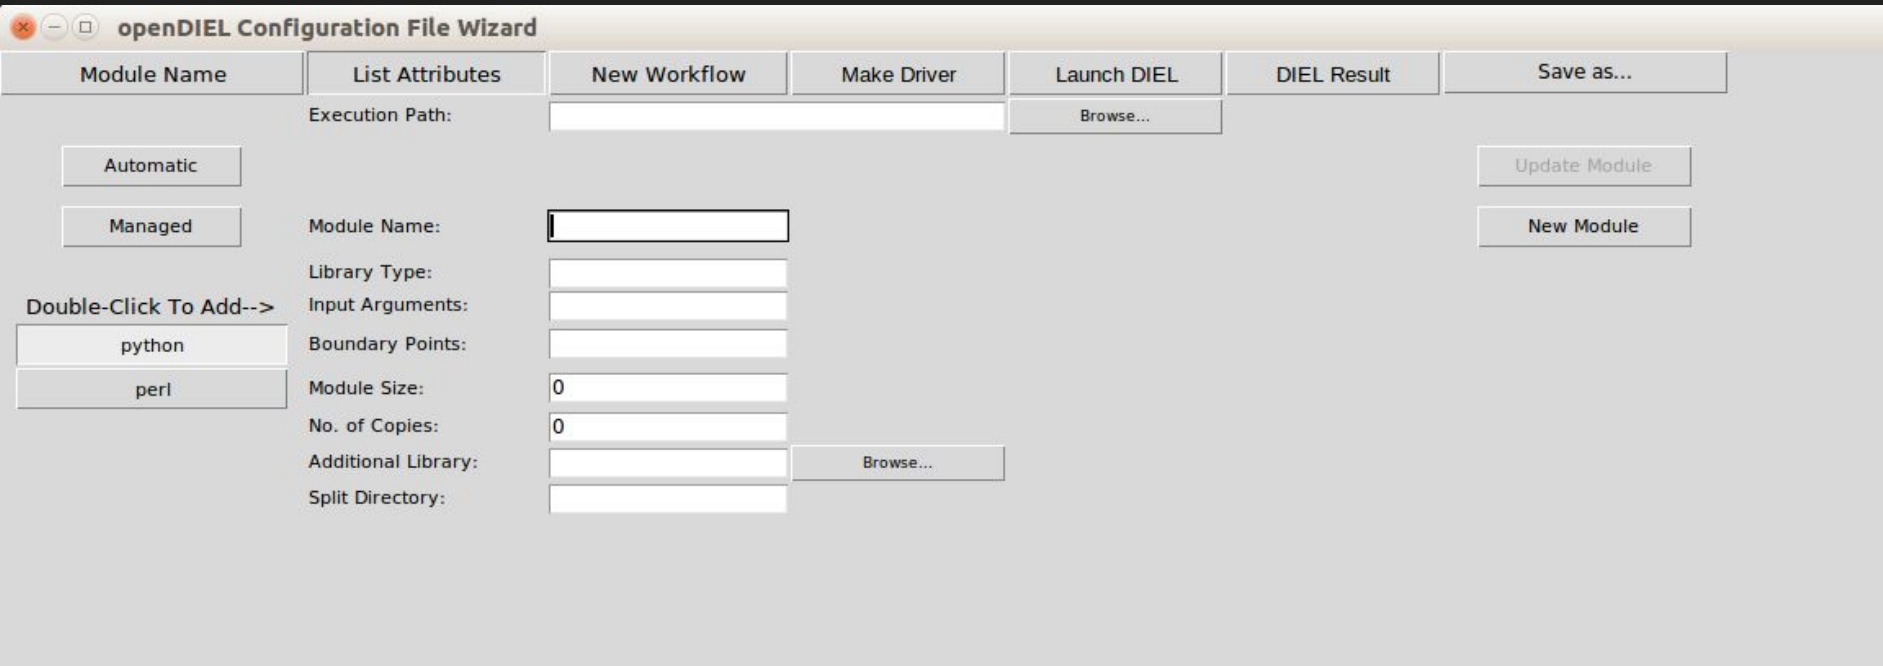 openDIEL Configuration File Wizard
Module Name List Attributes New Workflow Make Driver Launch DIEL DIEL Result Save as...
Execution Path: Browse...
Automatic Update Module
Managed Module Name: New Module
Library Type:
Double-Click To Add--> Input Arguments:
python Boundary Points:
perl Module Size: 0
No. of Copies: 0
Additional Library: Browse...
Split Directory: